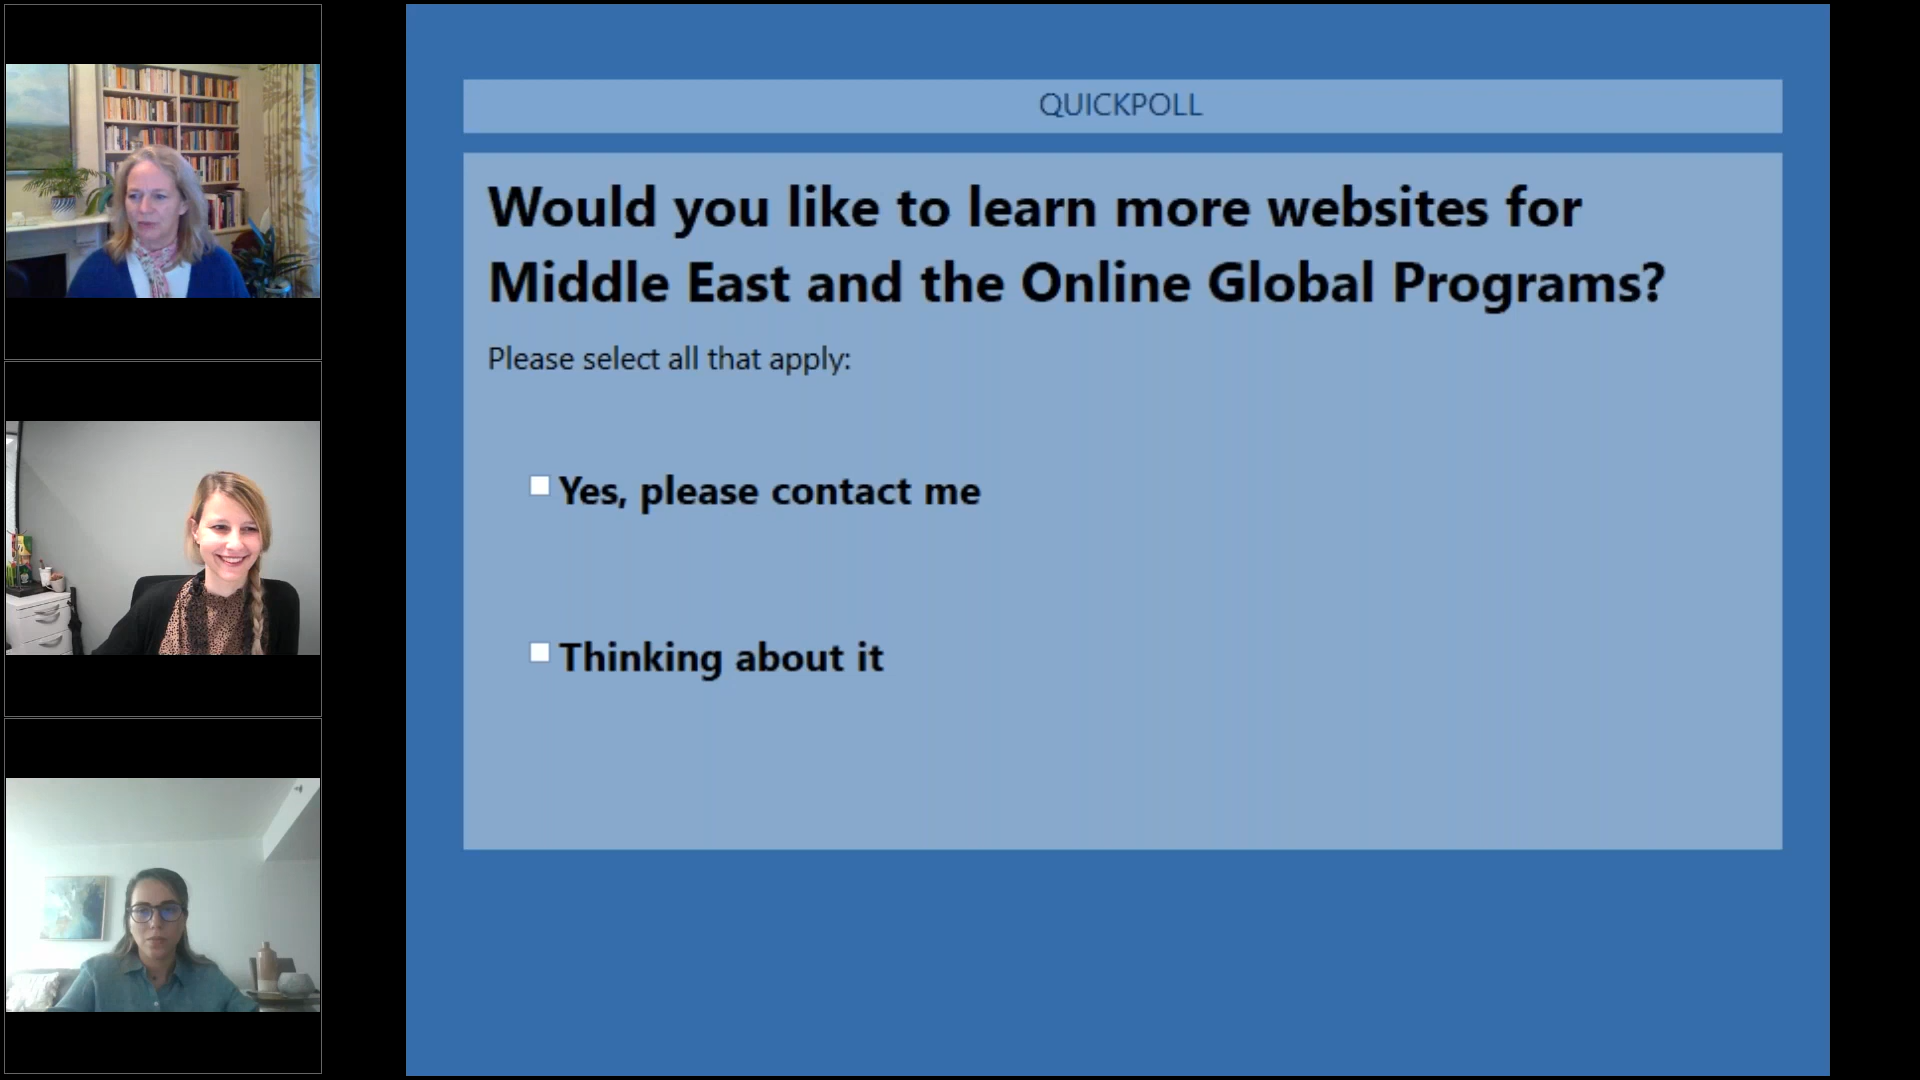 QUICKPOLL
Would you like to learn more websites for
Middle East and the Online Global Programs?
Please select all that apply:
Yes, please contact me
Thinking about it